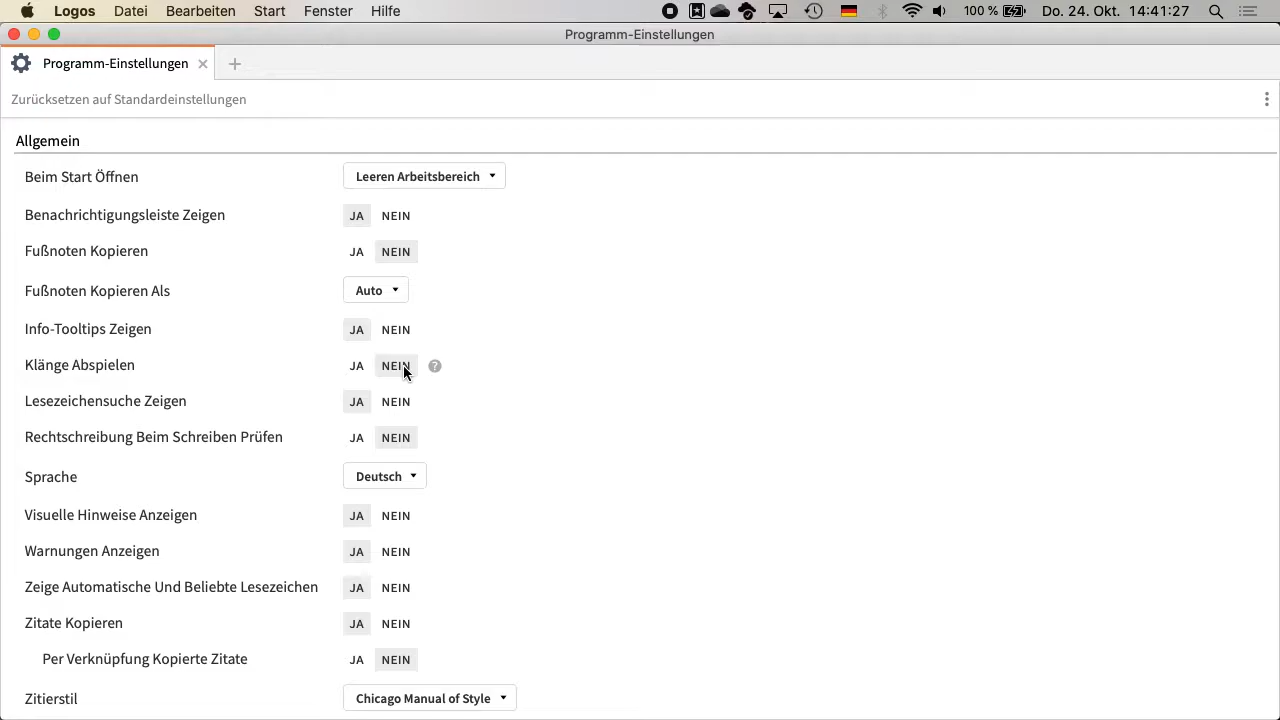 Logos Datei Bearbeiten Start Fenster Hilfe 100 % Do. 24. Okt. 14:41:27
Programm-Einstellungen
Programm-Einstellungen
Zurücksetzen auf Standardeinstellungen
Allgemein
Beim Start Öffnen Leeren Arbeitsbereich
Benachrichtigungsleiste Zeigen JA NEIN
Fußnoten Kopieren JA NEIN
Fußnoten Kopieren Als Auto
Info-Tooltips Zeigen JA NEIN
Klänge Abspielen JA NEIN ?
Lesezeichensuche Zeigen JA NEIN
Rechtschreibung Beim Schreiben Prüfen JA NEIN
Sprache Deutsch
Visuelle Hinweise Anzeigen JA NEIN
Warnungen Anzeigen JA NEIN
Zeige Automatische Und Beliebte Lesezeichen JA NEIN
Zitate Kopieren JA NEIN
Per Verknüpfung Kopierte Zitate JA NEIN
Zitierstil Chicago Manual of Style